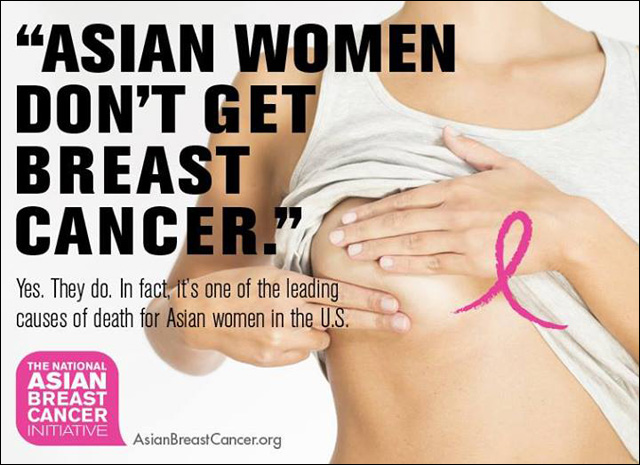 “ASIAN WOMEN
DON’T GET
BREAST
CANCER.”
Yes. They do. In fact, it’s one of the leading
causes of death for Asian women in the U.S.
THE NATIONAL
ASIAN
BREAST
CANCER
INITIATIVE
AsianBreastCancer.org